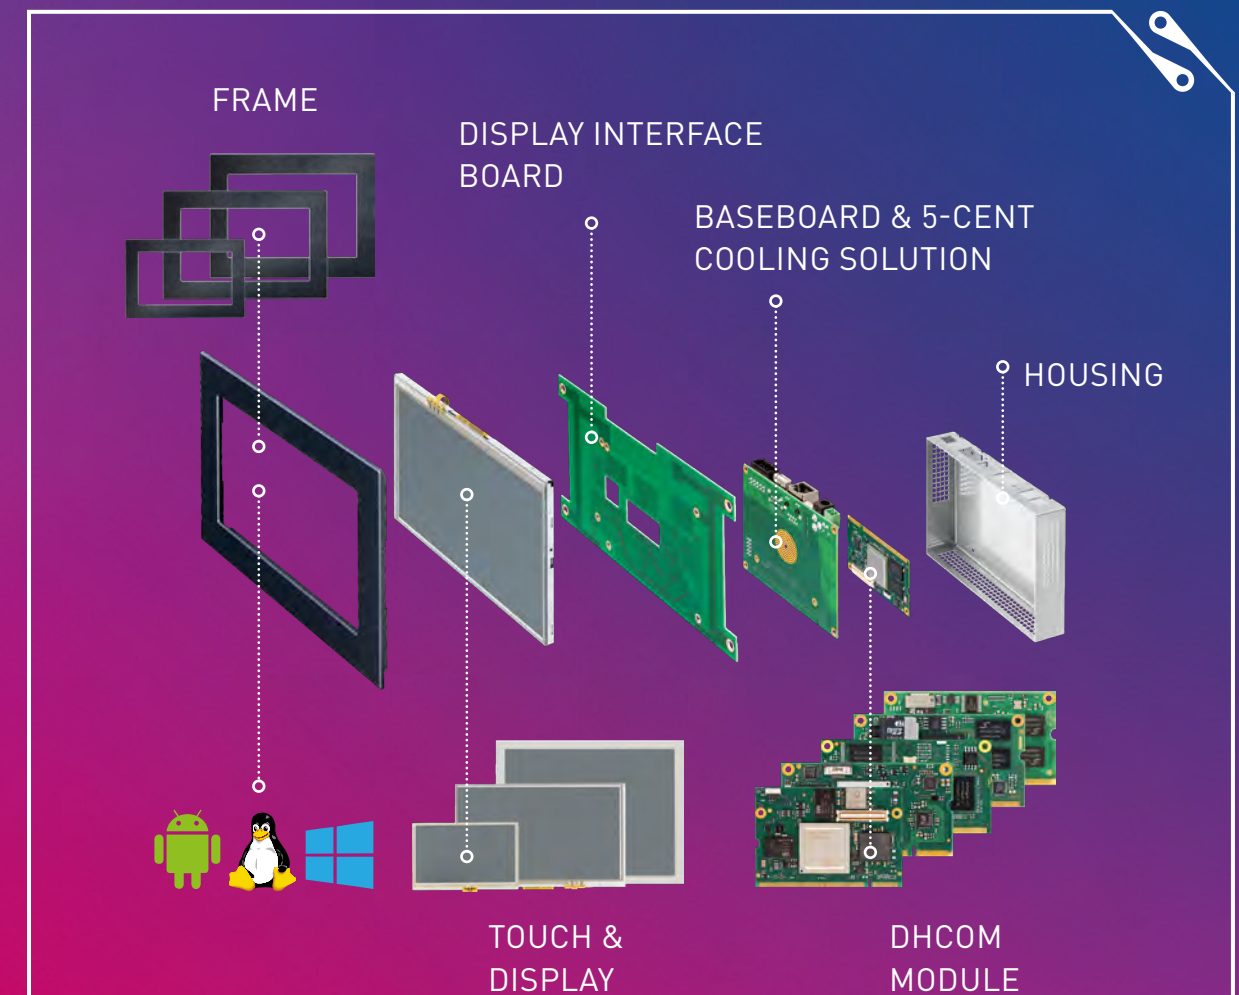 FRAME
DISPLAY INTERFACE
BOARD
BASEBOARD & 5-CENT
COOLING SOLUTION
HOUSING
TOUCH &
DISPLAY
DHCOM
MODULE